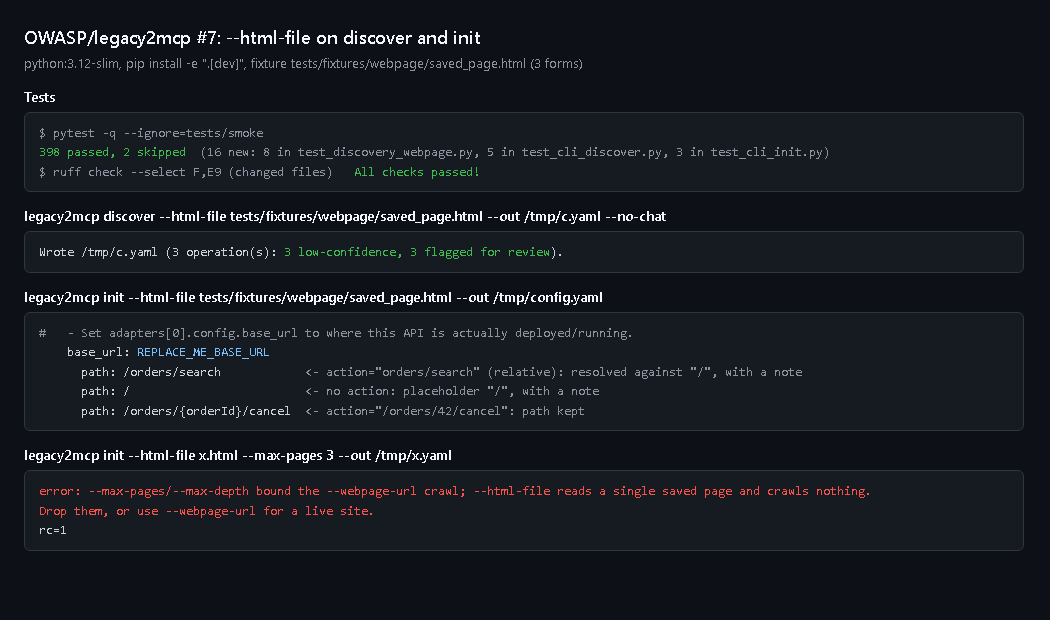 OWASP/legacy2mcp #7: --html-file on discover and init
python:3.12-slim, pip install -e ".[dev]", fixture tests/fixtures/webpage/saved_page.html (3 forms)
Tests
$ pytest -q --ignore=tests/smoke
398 passed, 2 skipped (16 new: 8 in test_discovery_webpage.py, 5 in test_cli_discover.py, 3 in test_cli_init.py)
$ ruff check --select F,E9 (changed files) All checks passed!
legacy2mcp discover --html-file tests/fixtures/webpage/saved_page.html --out /tmp/c.yaml --no-chat
Wrote /tmp/c.yaml (3 operation(s): 3 low-confidence, 3 flagged for review).
legacy2mcp init --html-file tests/fixtures/webpage/saved_page.html --out /tmp/config.yaml
# - Set adapters[0].config.base_url to where this API is actually deployed/running.
base_url: REPLACE_ME_BASE_URL
path: /orders/search <- action="orders/search" (relative): resolved against "/", with a note
path: / <- no action: placeholder "/", with a note
path: /orders/{orderId}/cancel <- action="/orders/42/cancel": path kept
legacy2mcp init --html-file x.html --max-pages 3 --out /tmp/x.yaml
error: --max-pages/--max-depth bound the --webpage-url crawl; --html-file reads a single saved page and crawls nothing.
Drop them, or use --webpage-url for a live site.
rc=1